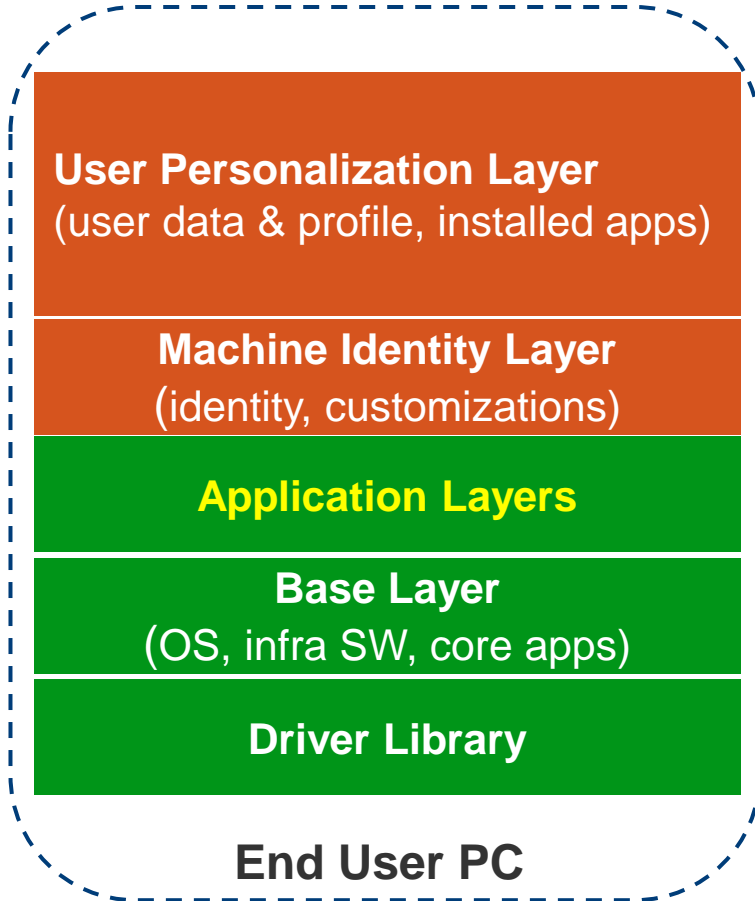 User Personalization Layer
(user data & profile, installed apps)
Machine Identity Layer
(identity, customizations)
Application Layers
Base Layer
(OS, infra SW, core apps)
Driver Library
End User PC